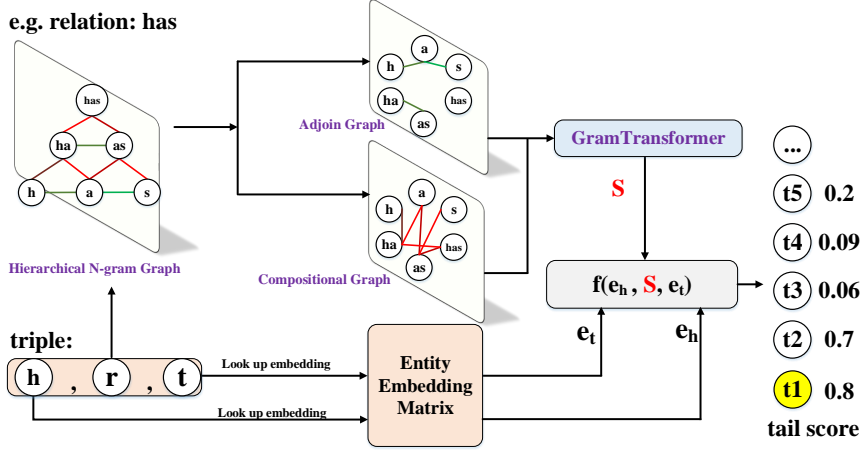 e.g. relation: has
has
ha
as
h
a
s
Hierarchical N-gram Graph
a
h
s
ha
has
as
Adjoin Graph
a
h
s
ha
has
as
Compositional Graph
GramTransformer
S
f(eh , S, et)
et
eh
triple:
h , r , t
Look up embedding
Look up embedding
Entity
Embedding
Matrix
...
t5 0.2
t4 0.09
t3 0.06
t2 0.7
t1 0.8
tail score